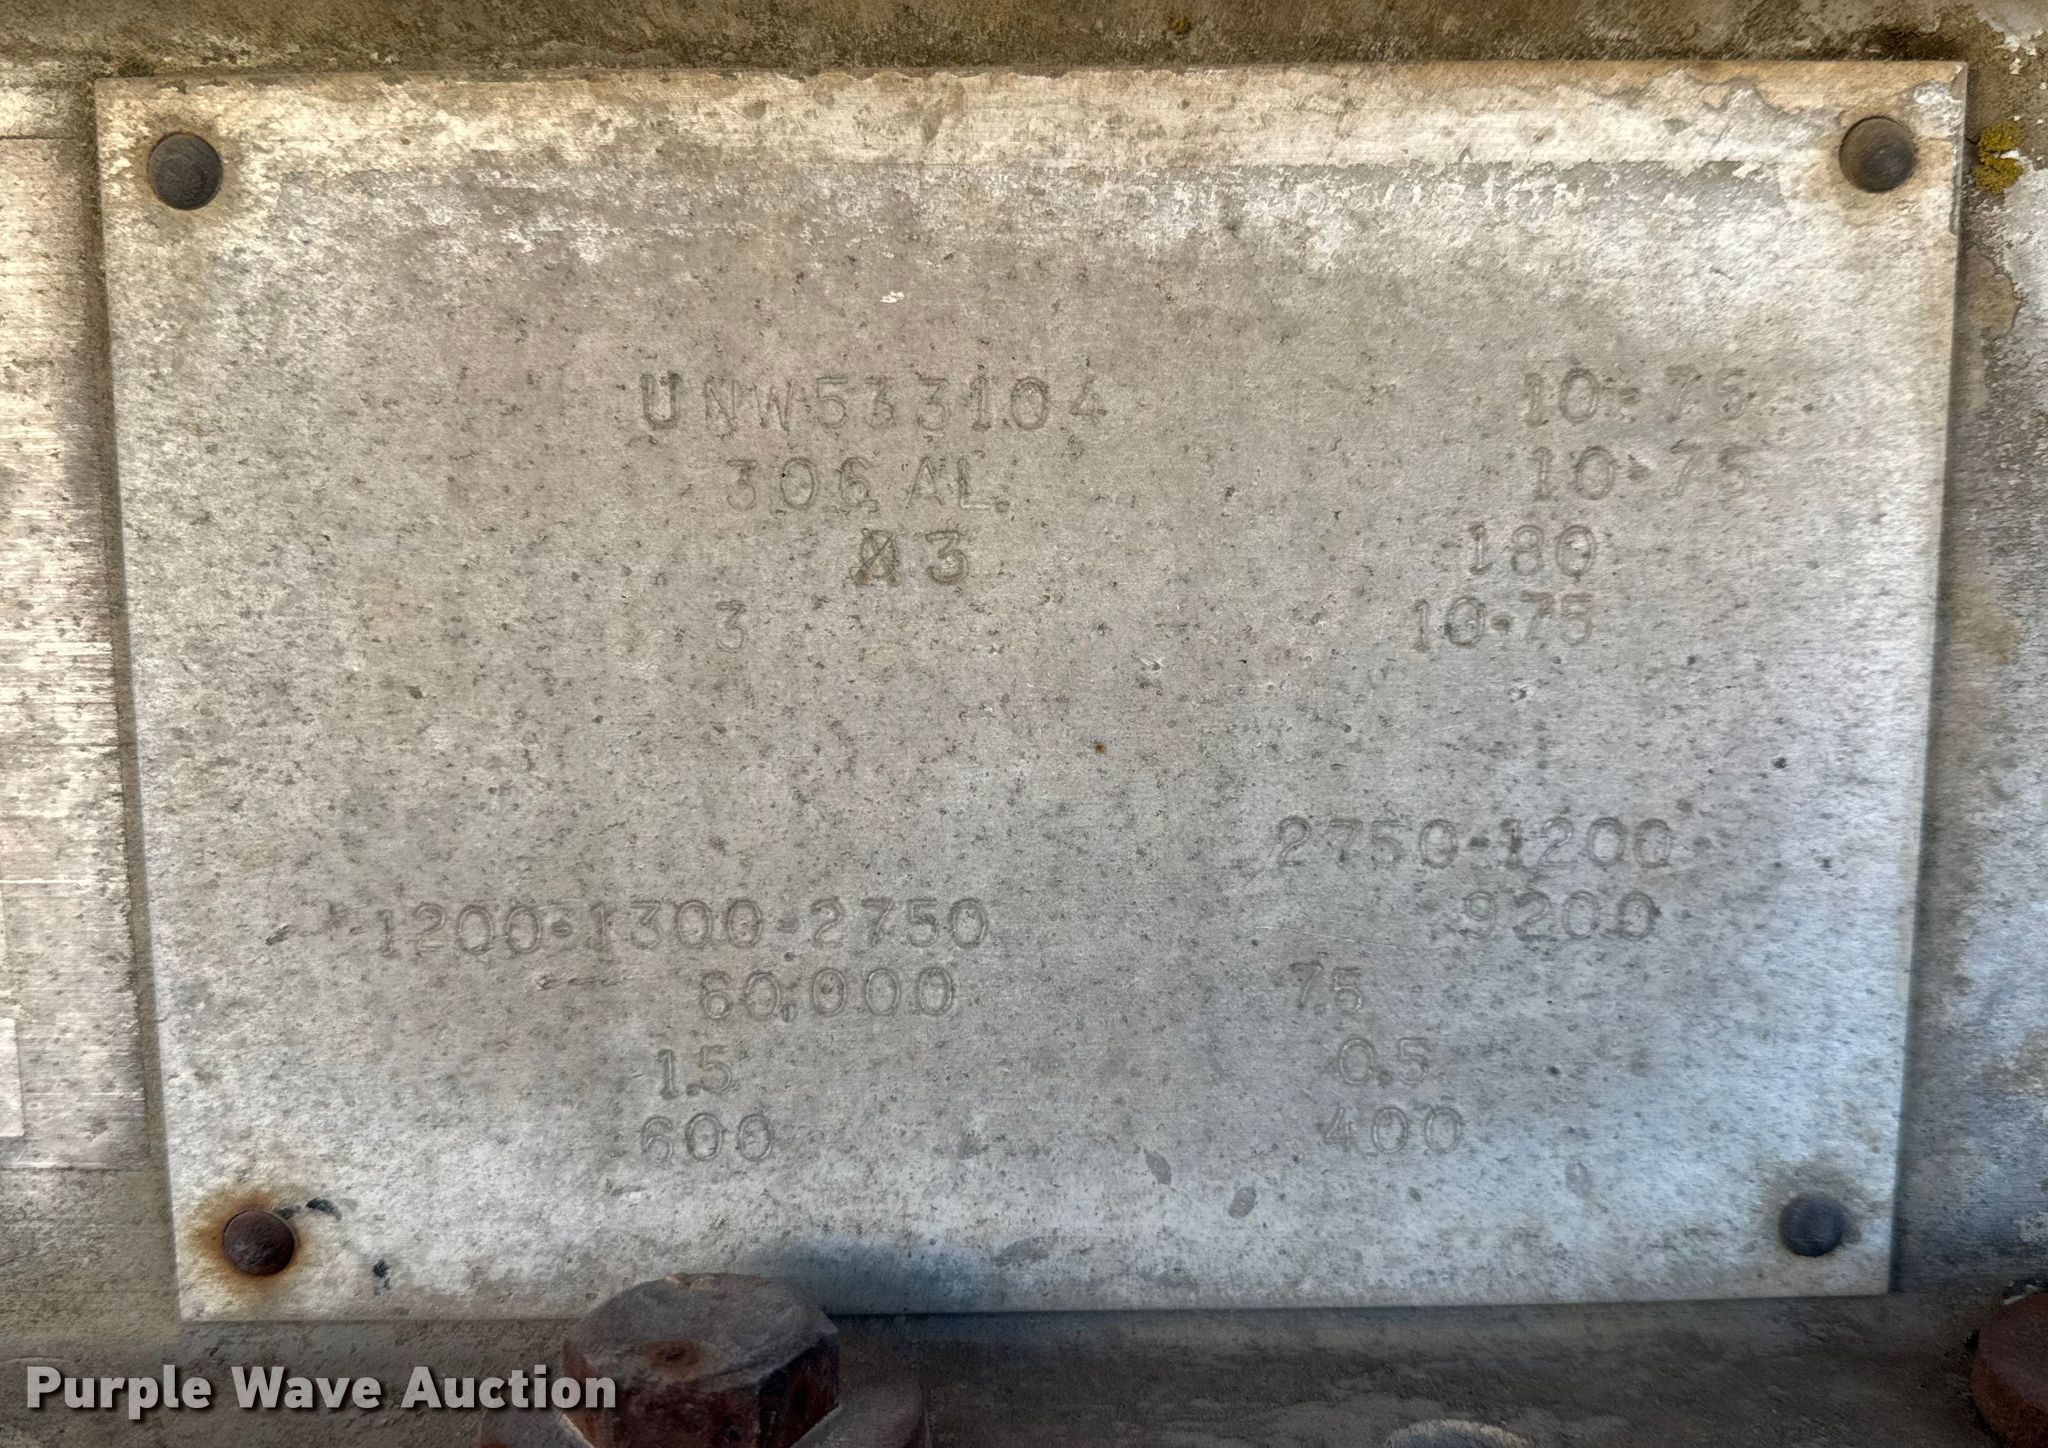 UNW533104 10-75
306 AL. 10-75
3 180
3 10-75
2750-1200
1200-1300-2750 9200
60,000 7.5
1.5 0.5
600 400
Purple Wave Auction